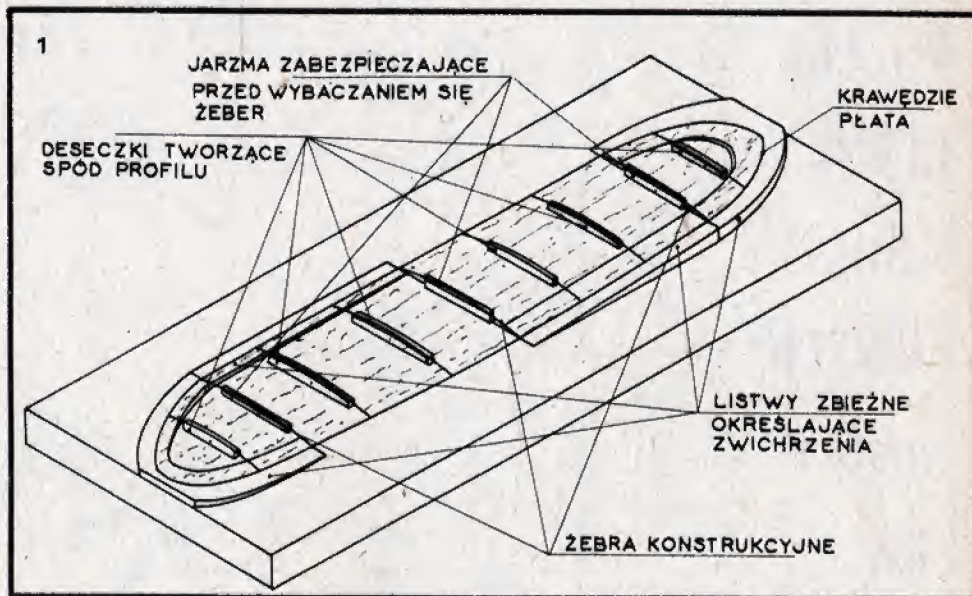 1
JARZMA ZABEZPIECZAJĄCE
PRZED WYBACZANIEM SIĘ
ŻEBER
DESECZKI TWORZĄCE
SPÓD PROFILU
KRAWĘDZIE
PŁATA
LISTWY ZBIEŻNE
OKREŚLAJĄCE
ZWICHRZENIA
ŻEBRA KONSTRUKCYJNE